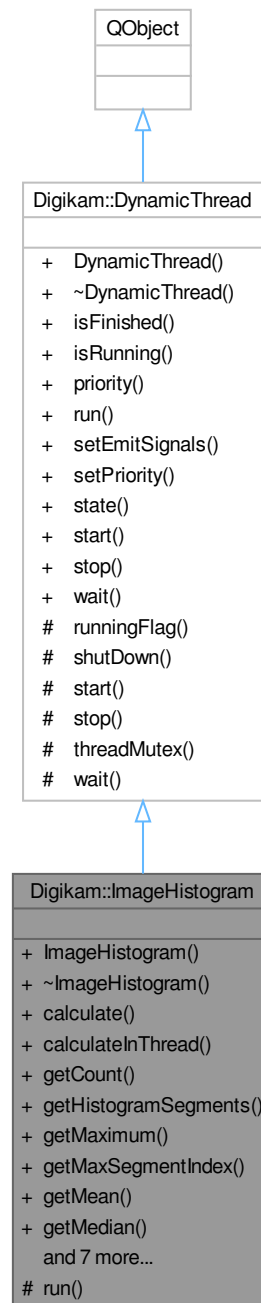 QObject
Digikam::DynamicThread
+ DynamicThread()
+ ~DynamicThread()
+ isFinished()
+ isRunning()
+ priority()
+ run()
+ setEmitSignals()
+ setPriority()
+ state()
+ start()
+ stop()
+ wait()
# runningFlag()
# shutDown()
# start()
# stop()
# threadMutex()
# wait()
Digikam::ImageHistogram
+ ImageHistogram()
+ ~ImageHistogram()
+ calculate()
+ calculateInThread()
+ getCount()
+ getHistogramSegments()
+ getMaximum()
+ getMaxSegmentIndex()
+ getMean()
+ getMedian()
and 7 more...
# run()